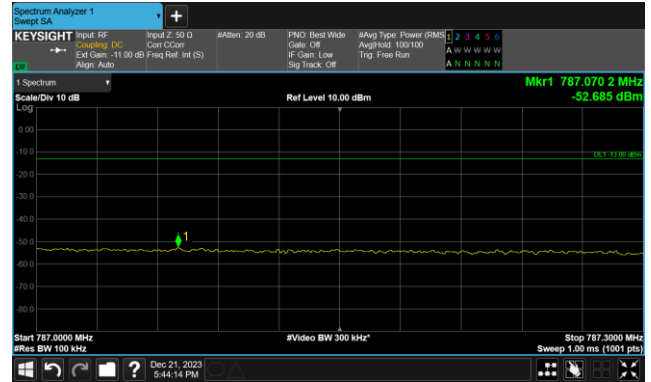 Spectrum Analyzer 1
Swept SA
+
KEYSIGHT
Input: RF
Coupling: DC
Ext Gain: -11.00 dB
Align: Auto
Input Z: 50 Ω
Corr CCorr
Freq Ref: Int (S)
#Atten: 20 dB
PNO: Best Wide
Gate: Off
IF Gain: Low
Sig Track: Off
#Avg Type: Power (RMS
Avg|Hold: 100/100
Trig: Free Run
1 2 3 4 5 6
A W W W W W
A N N N N N
LXI
1 Spectrum
Mkr1 787.070 2 MHz
Scale/Div 10 dB
Ref Level 10.00 dBm
-52.685 dBm
Log
0.00
-10.0
DL1 -13.00 dBm
-20.0
-30.0
-40.0
1
-50.0
-60.0
-70.0
-80.0
Start 787.0000 MHz
#Video BW 300 kHz*
Stop 787.3000 MHz
#Res BW 100 kHz
Sweep 1.00 ms (1001 pts)
?
Dec 21, 2023
5:44:14 PM